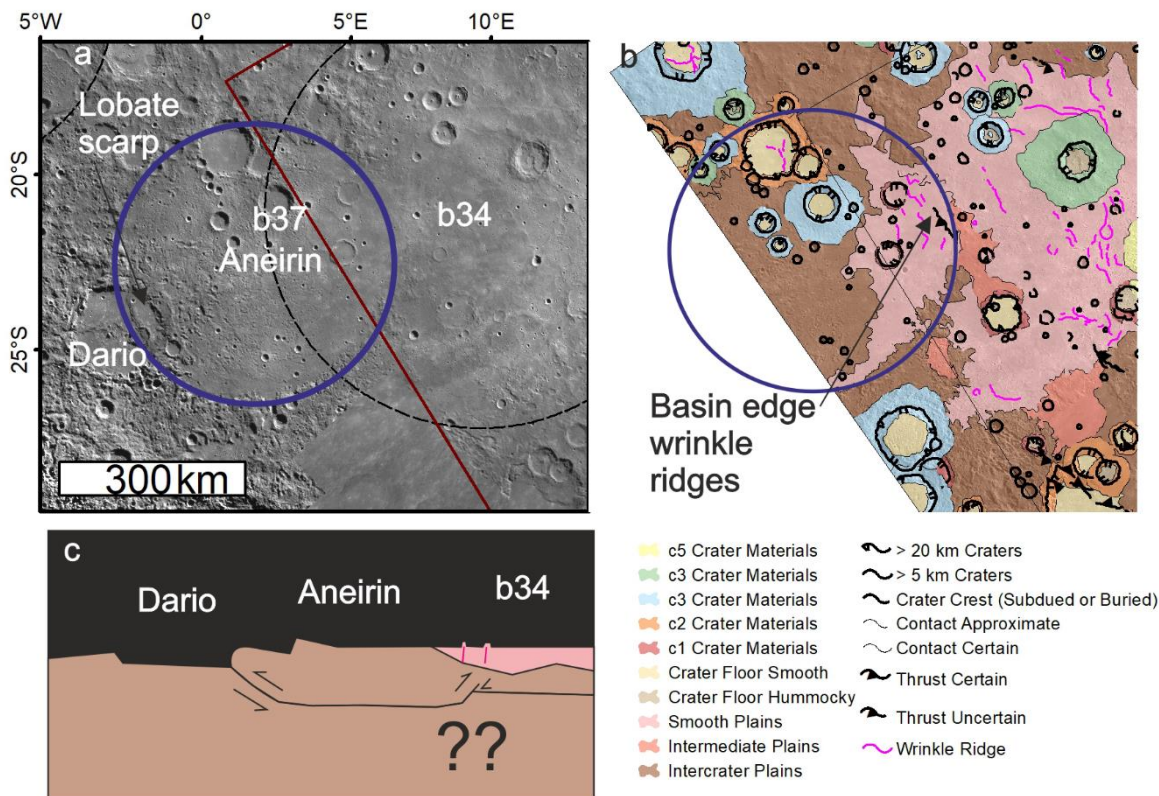 5°W 0° 5°E 10°E
a
Lobate
scarp
20°S
b37
b34
Aneirin
25°S
Dario
300 km
b
Basin edge
wrinkle
ridges
c
Dario
Aneirin
b34
??
c5 Crater Materials
c3 Crater Materials
c3 Crater Materials
c2 Crater Materials
c1 Crater Materials
Crater Floor Smooth
Crater Floor Hummocky
Smooth Plains
Intermediate Plains
Intercrater Plains
> 20 km Craters
> 5 km Craters
Crater Crest (Subdued or Buried)
Contact Approximate
Contact Certain
Thrust Certain
Thrust Uncertain
Wrinkle Ridge